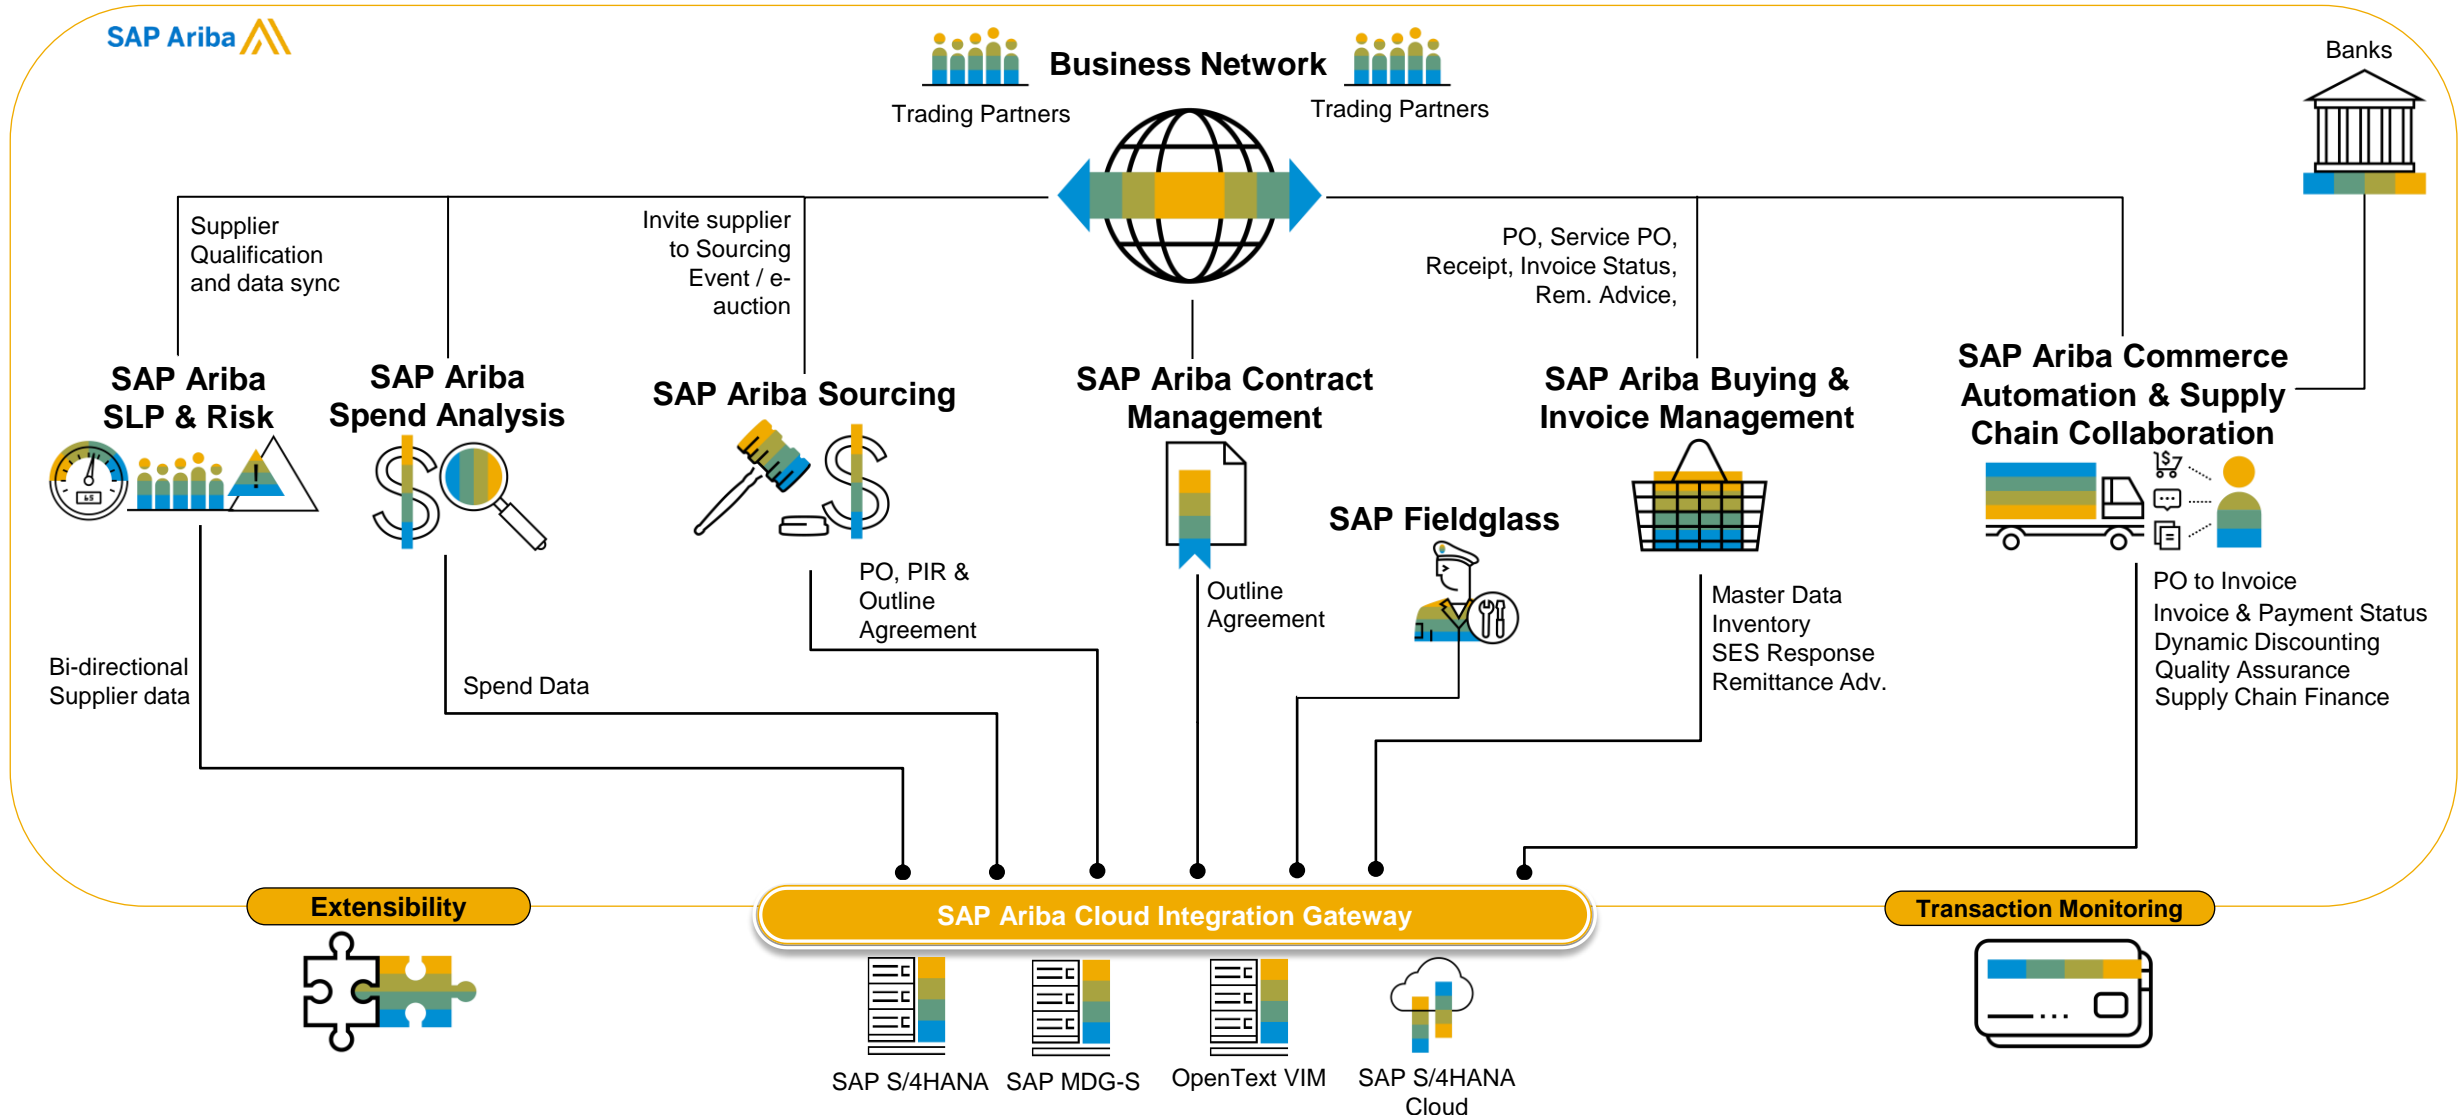 SAP Ariba
Business Network
Trading Partners
Trading Partners
Banks
Supplier
Qualification
and data sync
Invite supplier
to Sourcing
Event / e-
auction
PO, Service PO,
Receipt, Invoice Status,
Rem. Advice,
SAP Ariba
SLP & Risk
SAP Ariba
Spend Analysis
SAP Ariba Sourcing
SAP Ariba Contract
Management
SAP Ariba Buying &
Invoice Management
SAP Ariba Commerce
Automation & Supply
Chain Collaboration
SAP Fieldglass
Bi-directional
Supplier data
Spend Data
PO, PIR &
Outline
Agreement
Outline
Agreement
Master Data
Inventory
SES Response
Remittance Adv.
PO to Invoice
Invoice & Payment Status
Dynamic Discounting
Quality Assurance
Supply Chain Finance
Extensibility
SAP Ariba Cloud Integration Gateway
Transaction Monitoring
SAP S/4HANA
SAP MDG-S
OpenText VIM
SAP S/4HANA
Cloud